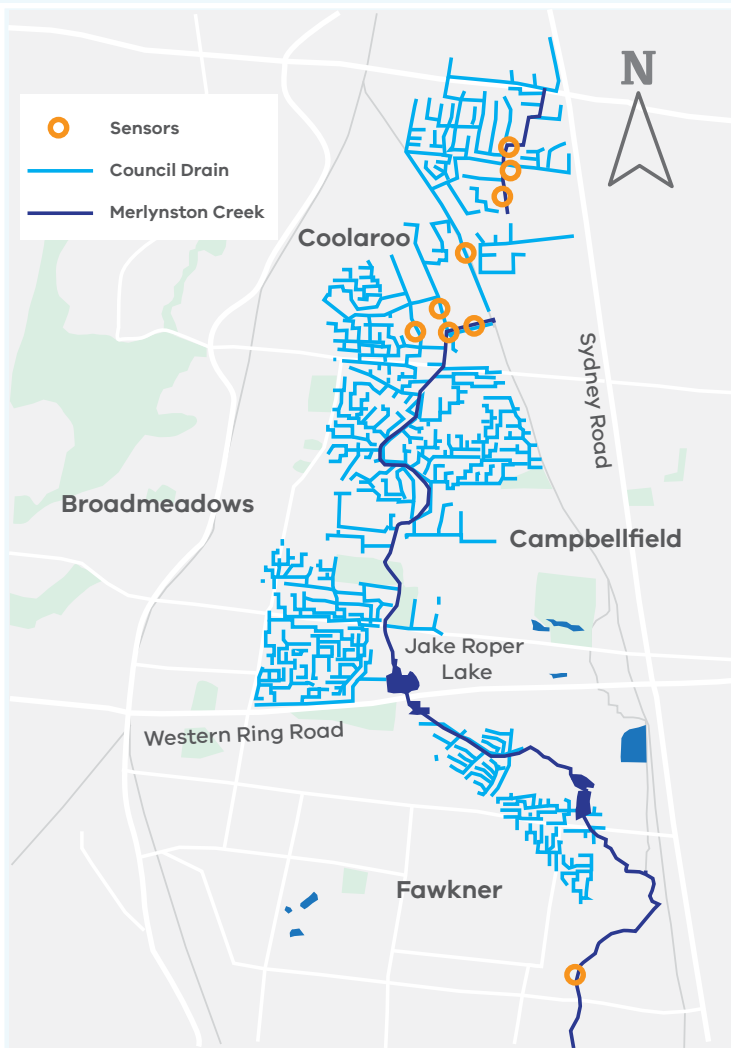 N
Sensors
Council Drain
Merlynston Creek
Coolaroo
Sydney Road
Broadmeadows
Campbellfield
Jake Roper
Lake
Western Ring Road
Fawkner